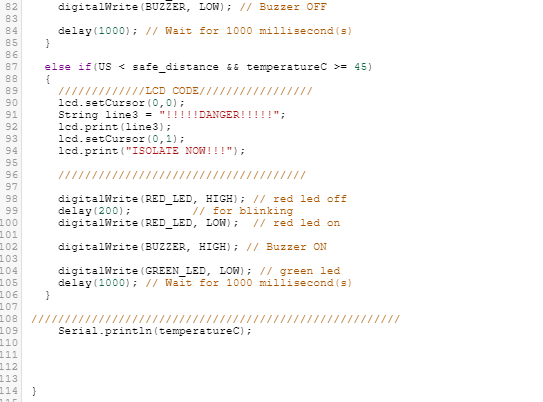 82 digitalWrite(BUZZER, LOW); // Buzzer OFF
83
84 delay(1000); // Wait for 1000 millisecond(s)
85 }
86
87 else if(US < safe_distance && temperatureC >= 45)
88 {
89 /////////////LCD CODE/////////////////
90 lcd.setCursor(0,0);
91 String line3 = "!!!!!DANGER!!!!!";
92 lcd.print(line3);
93 lcd.setCursor(0,1);
94 lcd.print("ISOLATE NOW!!!");
95
96 /////////////////////////////////////
97
98 digitalWrite(RED_LED, HIGH); // red led off
99 delay(200); // for blinking
100 digitalWrite(RED_LED, LOW); // red led on
101
102 digitalWrite(BUZZER, HIGH); // Buzzer ON
103
104 digitalWrite(GREEN_LED, LOW); // green led
105 delay(1000); // Wait for 1000 millisecond(s)
106 }
107
108 ////////////////////////////////////////////////////////
109 Serial.println(temperatureC);
110
111
112
113
114 }